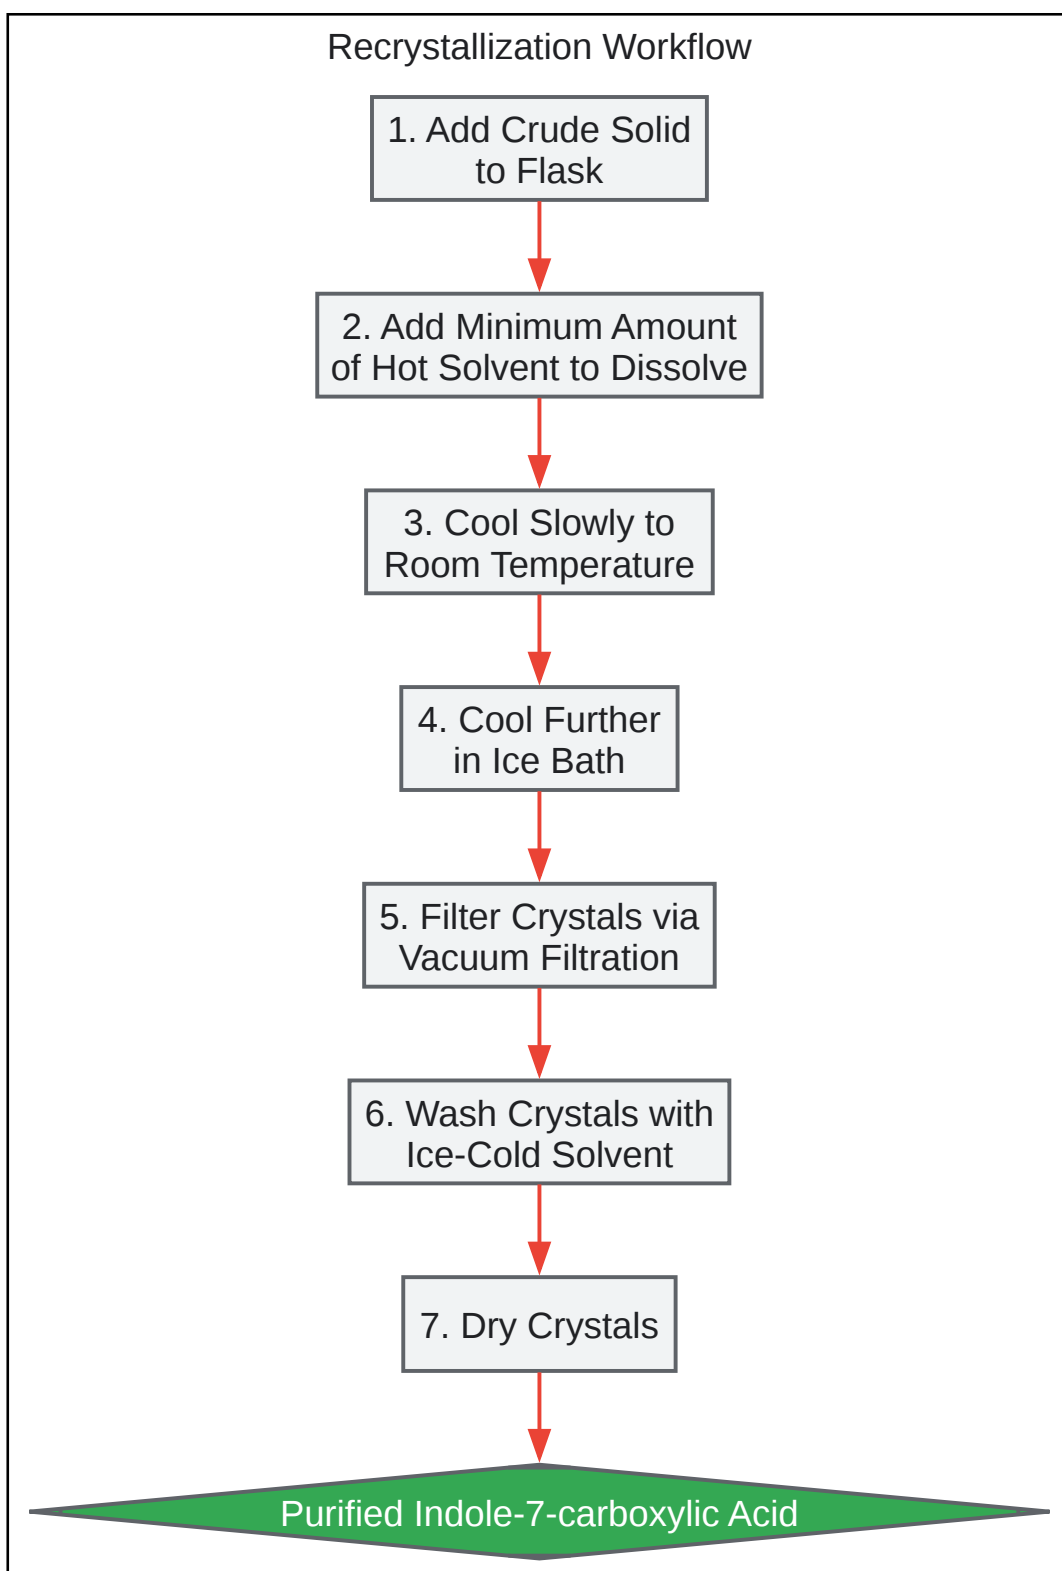 Recrystallization Workflow
1. Add Crude Solid
to Flask
2. Add Minimum Amount
of Hot Solvent to Dissolve
3. Cool Slowly to
Room Temperature
4. Cool Further
in Ice Bath
5. Filter Crystals via
Vacuum Filtration
6. Wash Crystals with
Ice-Cold Solvent
7. Dry Crystals
Purified Indole-7-carboxylic Acid